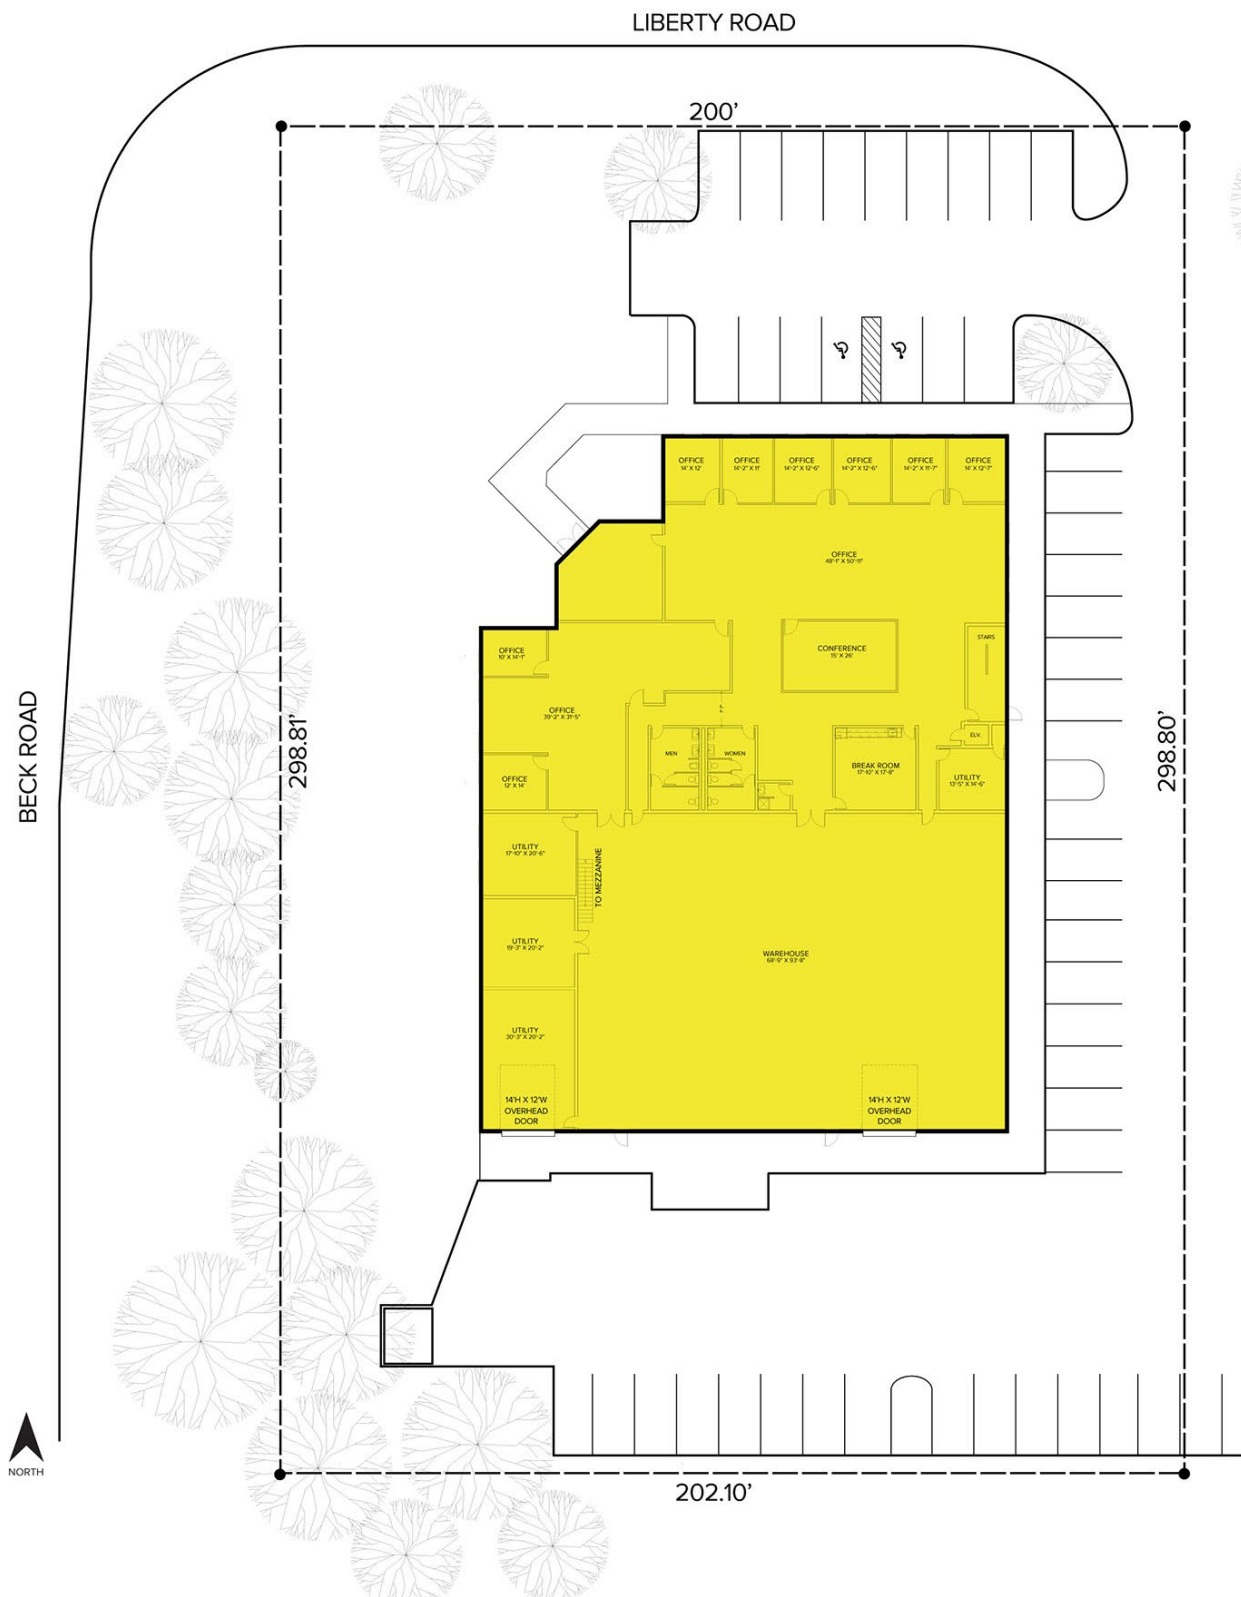 LIBERTY ROAD
200'
OFFICE
14' X 12'
OFFICE
14'-2" X 11'
OFFICE
14'-2" X 12'-6"
OFFICE
14'-2" X 12'-6"
OFFICE
14'-2" X 11'-7"
OFFICE
14' X 12'-7"
OFFICE
48'-1" X 50'-11"
STAIRS
CONFERENCE
15' X 26'
OFFICE
10' X 14'-1"
OFFICE
39'-2" X 31'-5"
BECK ROAD
298.81'
298.80'
ELV.
MEN
WOMEN
BREAK ROOM
17'-10" X 17'-8"
UTILITY
13'-5" X 14'-6"
OFFICE
12' X 14'
UTILITY
17'-10" X 20'-6"
TO MEZZANINE
UTILITY
19'-3" X 20'-2"
WAREHOUSE
68'-9" X 93'-8"
UTILITY
30'-3" X 20'-2"
14'H X 12'W
OVERHEAD
DOOR
14'H X 12'W
OVERHEAD
DOOR
NORTH
202.10'